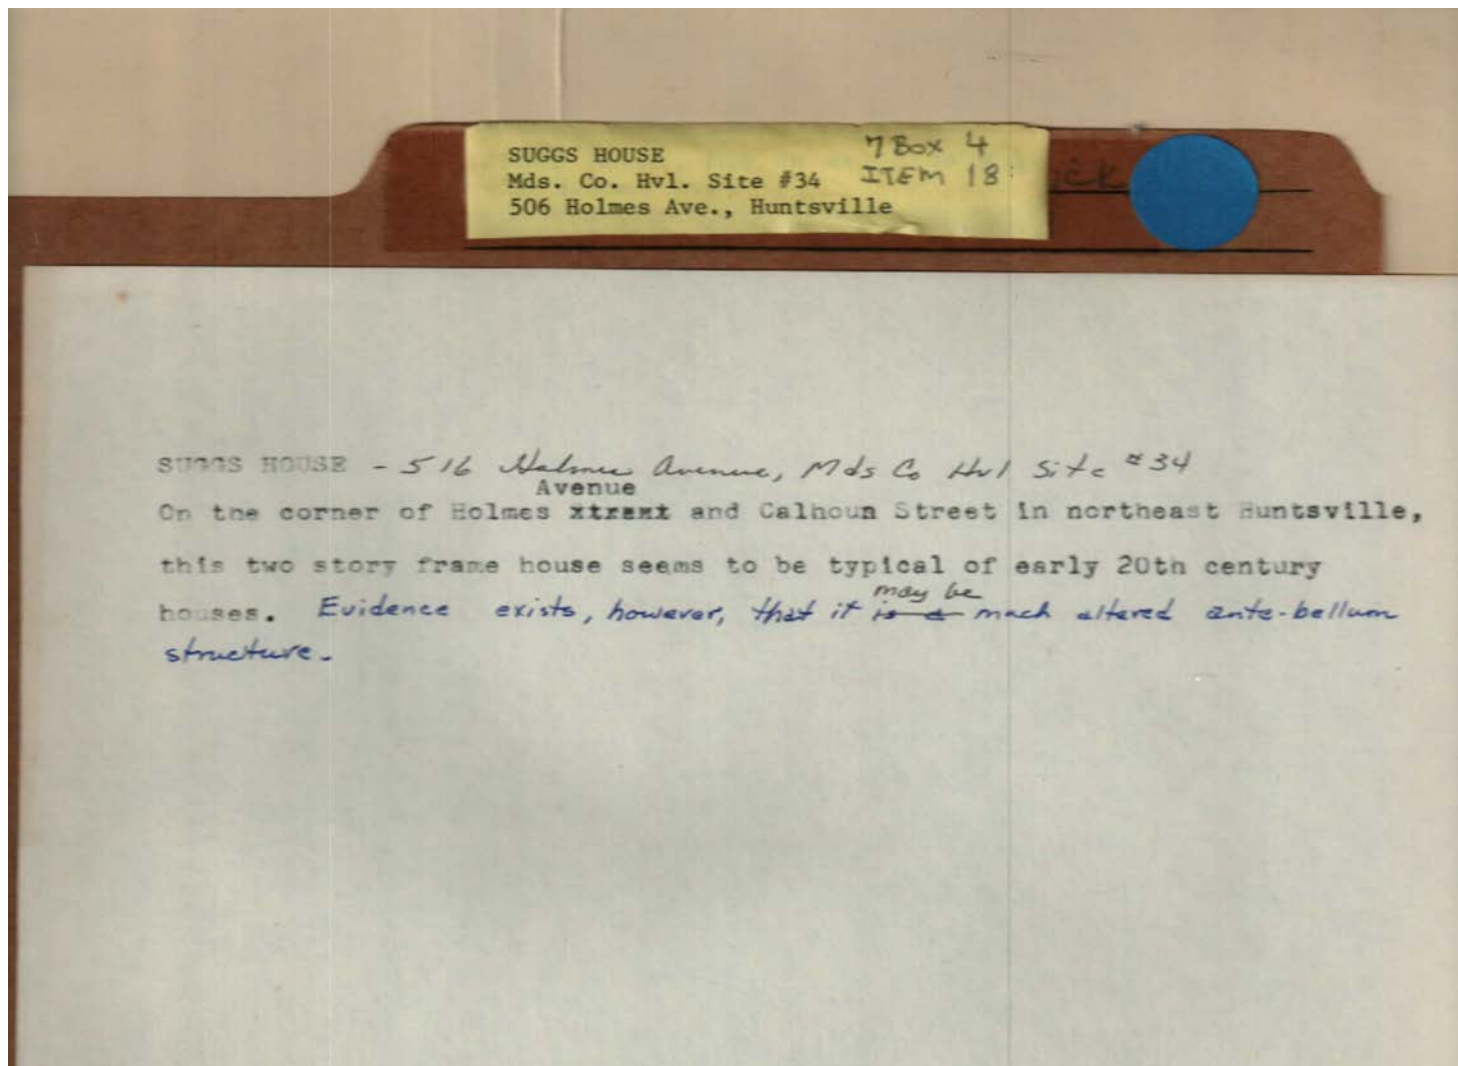 SUGGS HOUSE 7 Box 4
Mds. Co. Hvl. Site #34 ITEM 18
506 Holmes Ave., Huntsville
SUGGS HOUSE - 516 Holmes Avenue, Mds Co Hvl Site #34
Avenue
On the corner of Holmes xtrxxt and Calhoun Street in northeast Huntsville,
this two story frame house seems to be typical of early 20th century
may be
houses. Evidence exists, however, that it is a much altered ante-bellum
structure.